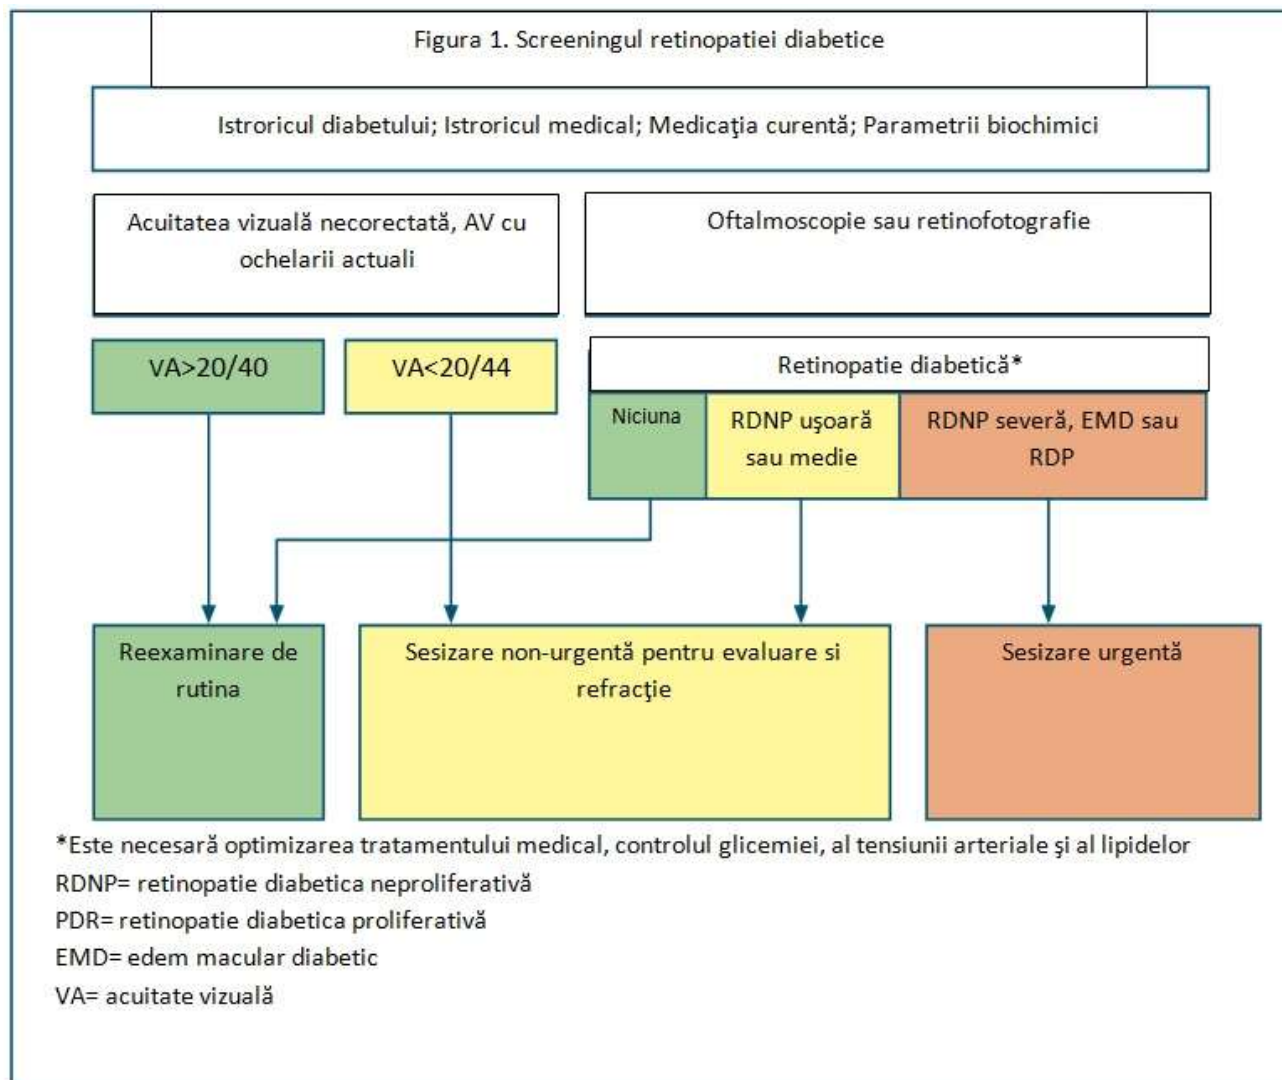 Figura 1. Screeningul retinopatiei diabetice
Istroricul diabetului; Istroricul medical; Medicaţia curentă; Parametrii biochimici
Acuitatea vizuală necorectată, AV cu
ochelarii actuali
Oftalmoscopie sau retinofotografie
VA>20/40
VA<20/44
Retinopatie diabetică*
Niciuna
RDNP uşoară
sau medie
RDNP severă, EMD sau
RDP
Reexaminare de
rutina
Sesizare non-urgentă pentru evaluare si
refracţie
Sesizare urgentă
*Este necesară optimizarea tratamentului medical, controlul glicemiei, al tensiunii arteriale şi al lipidelor
RDNP= retinopatie diabetica neproliferativă
PDR= retinopatie diabetica proliferativă
EMD= edem macular diabetic
VA= acuitate vizuală